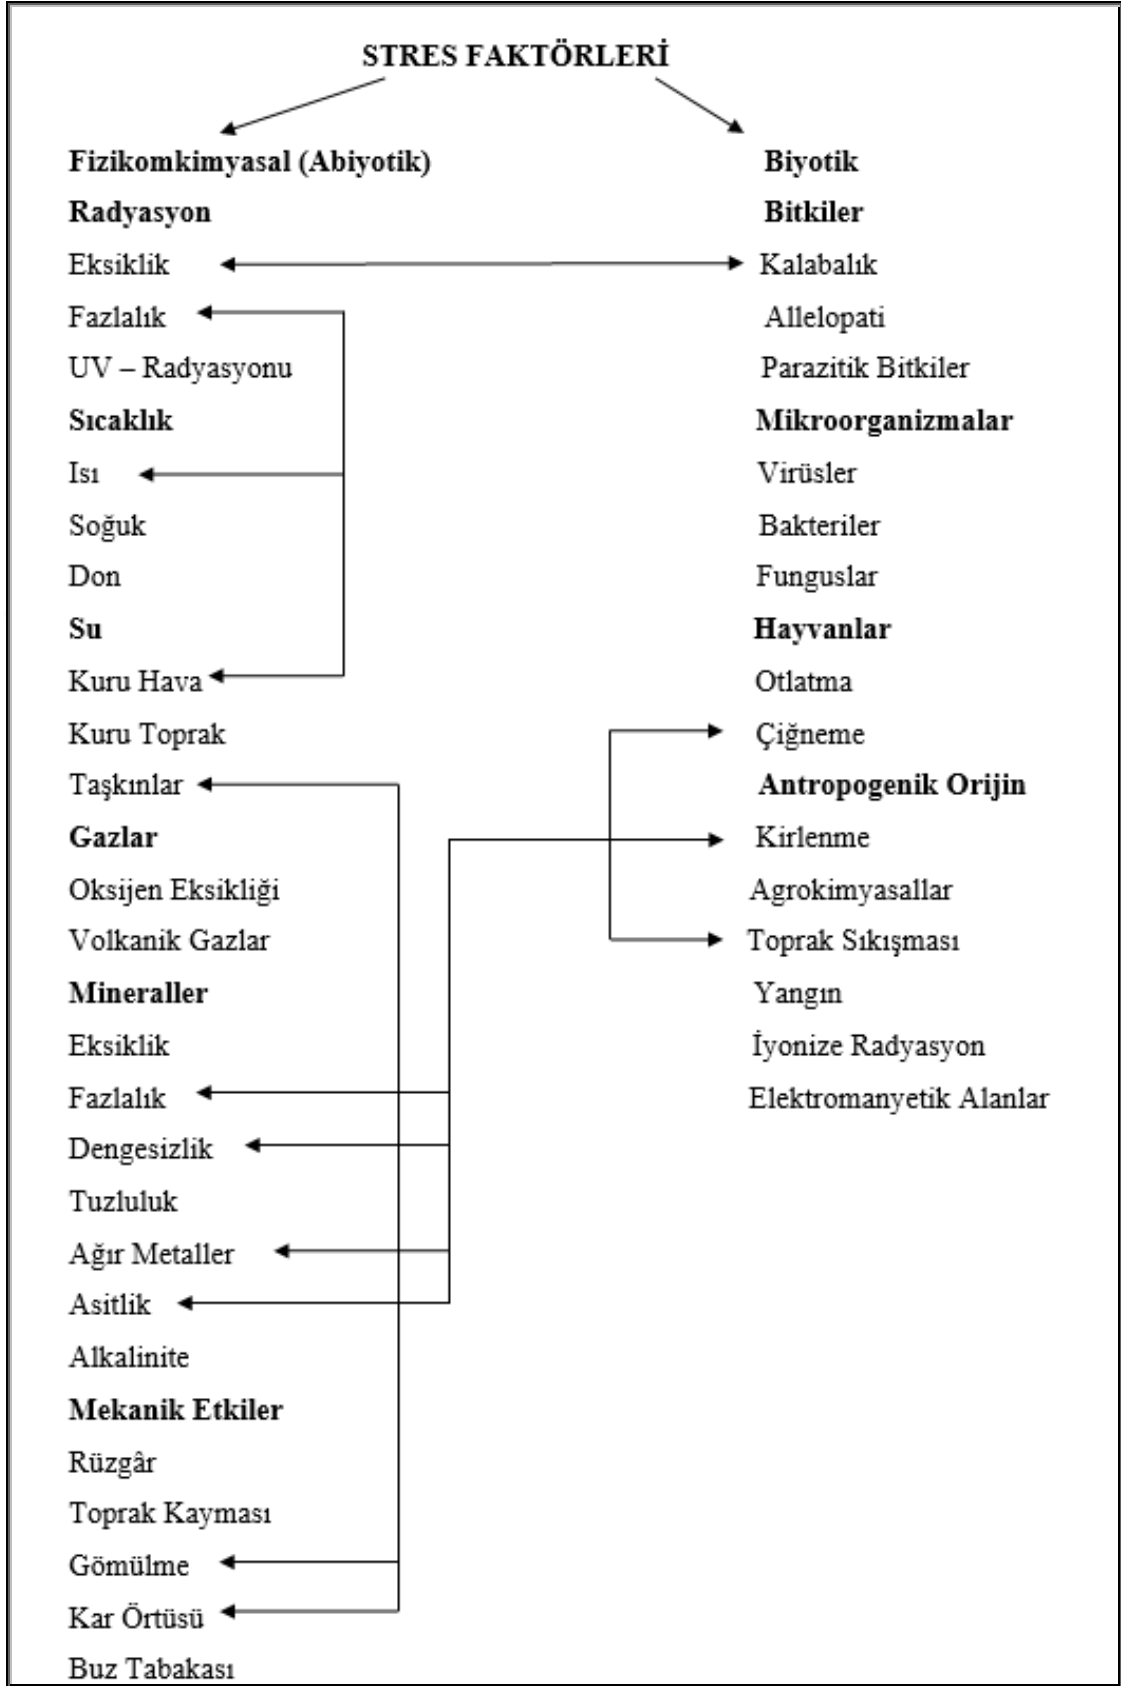 STRES FAKTÖRLERİ
Fizikomkimyasal (Abiyotik)
Radyasyon
Eksiklik
Fazlalık
UV – Radyasyonu
Sıcaklık
Isı
Soğuk
Don
Su
Kuru Hava
Kuru Toprak
Taşkınlar
Gazlar
Oksijen Eksikliği
Volkanik Gazlar
Mineraller
Eksiklik
Fazlalık
Dengesizlik
Tuzluluk
Ağır Metaller
Asitlik
Alkalinite
Mekanik Etkiler
Rüzgâr
Toprak Kayması
Gömülme
Kar Örtüsü
Buz Tabakası
Biyotik
Bitkiler
Kalabalık
Allelopati
Parazitik Bitkiler
Mikroorganizmalar
Virüsler
Bakteriler
Funguslar
Hayvanlar
Otlatma
Çiğneme
Antropogenik Orijin
Kirlenme
Agrokimyasallar
Toprak Sıkışması
Yangın
İyonize Radyasyon
Elektromanyetik Alanlar